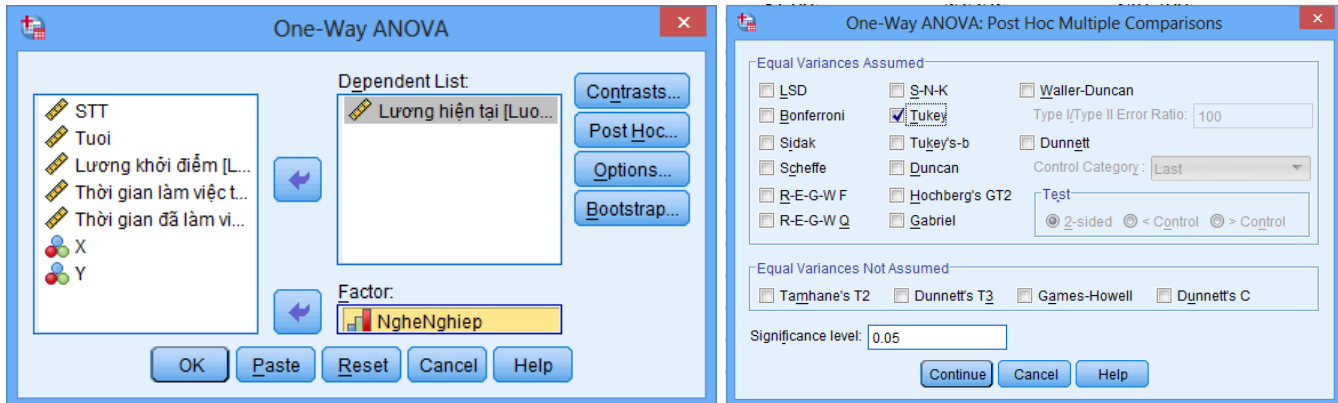 One-Way ANOVA
STT
Tuoi
Lương khởi điểm [L...
Thời gian làm việc t...
Thời gian đã làm vi...
X
Y
Dependent List:
Lương hiện tại [Luo...
Factor:
NgheNghiep
Contrasts...
Post Hoc...
Options...
Bootstrap...
OK Paste Reset Cancel Help
One-Way ANOVA: Post Hoc Multiple Comparisons
Equal Variances Assumed
LSD S-N-K Waller-Duncan
Bonferroni Tukey Type I/Type II Error Ratio: 100
Sidak Tukey's-b Dunnett
Scheffe Duncan Control Category : Last
R-E-G-W F Hochberg's GT2 Test
R-E-G-W Q Gabriel 2-sided < Control > Control
Equal Variances Not Assumed
Tamhane's T2 Dunnett's T3 Games-Howell Dunnett's C
Significance level: 0.05
Continue Cancel Help